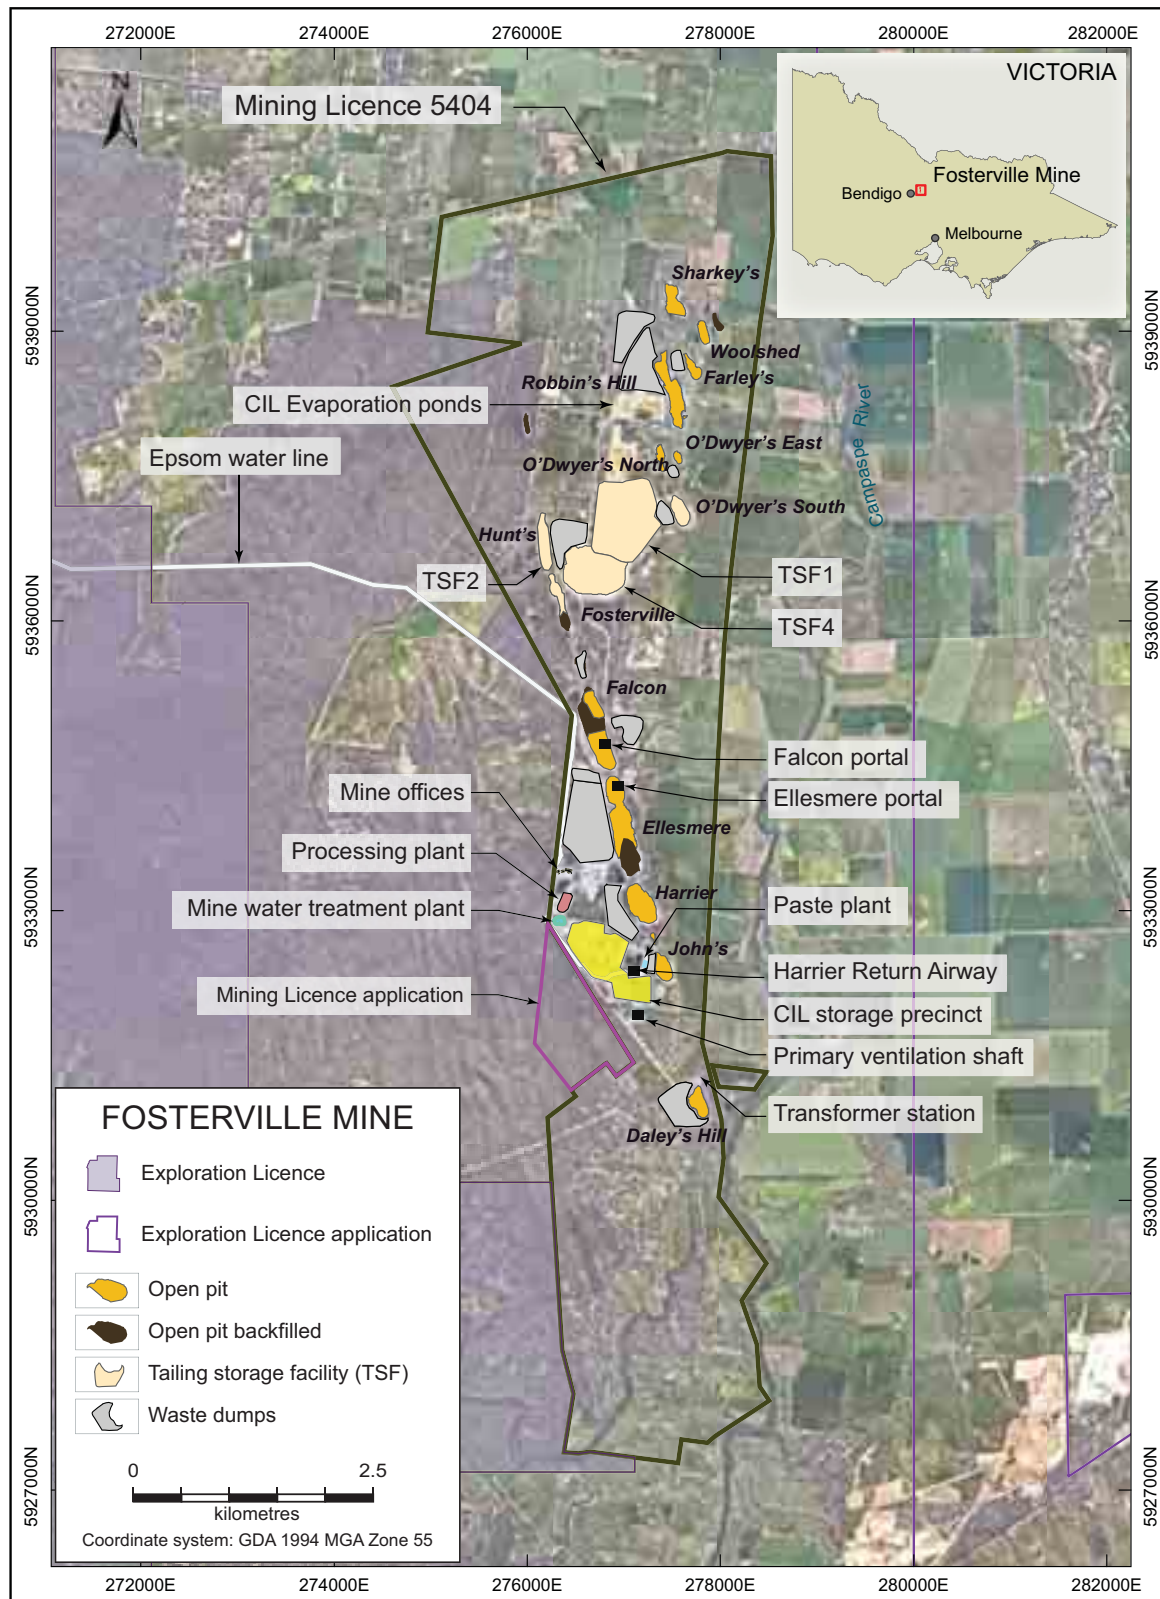 272000E
274000E
276000E
278000E
280000E
282000E
VICTORIA
N
Mining Licence 5404
Fosterville Mine
Bendigo
Melbourne
Sharkey's
5939000N
5939000N
Woolshed
Robbin's Hill
Farley's
CIL Evaporation ponds
Campaspe River
O'Dwyer's East
Epsom water line
O'Dwyer's North
O'Dwyer's South
Hunt's
TSF2
TSF1
Fosterville
TSF4
5936000N
5936000N
Falcon
Falcon portal
Mine offices
Ellesmere portal
Ellesmere
Processing plant
Harrier
Mine water treatment plant
Paste plant
5933000N
5933000N
John's
Harrier Return Airway
Mining Licence application
CIL storage precinct
Primary ventilation shaft
Transformer station
Daley's Hill
FOSTERVILLE MINE
Exploration Licence
5930000N
5930000N
Exploration Licence application
Open pit
Open pit backfilled
Tailing storage facility (TSF)
Waste dumps
0
2.5
kilometres
5927000N
5927000N
Coordinate system: GDA 1994 MGA Zone 55
272000E
274000E
276000E
278000E
280000E
282000E